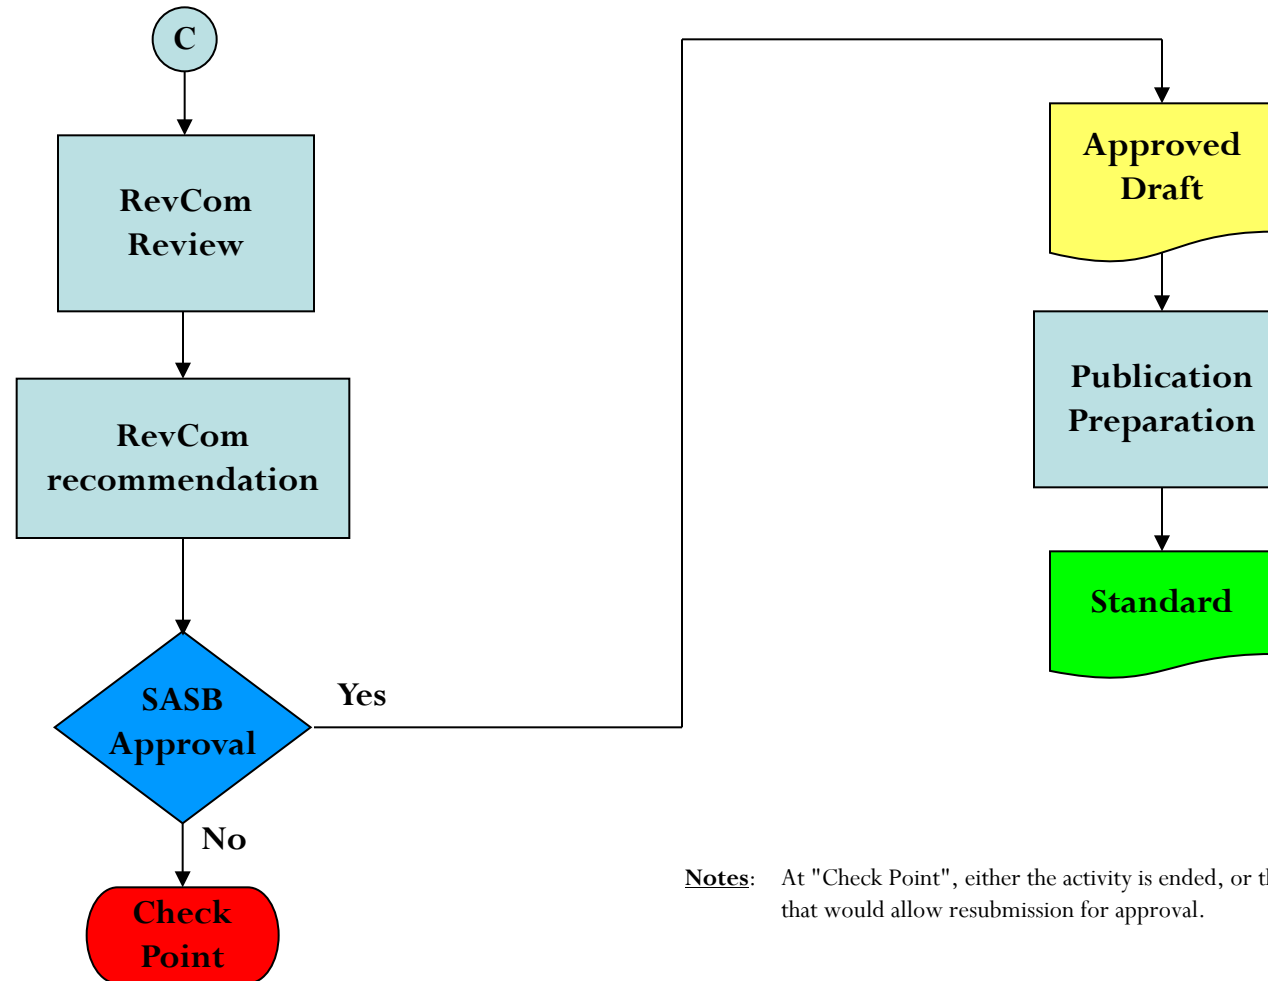 C
RevCom
Review
RevCom
recommendation
SASB
Approval
Yes
No
Check
Point
Approved
Draft
Publication
Preparation
Standard
Notes: At "Check Point", either the activity is ended, or
that would allow resubmission for approval.